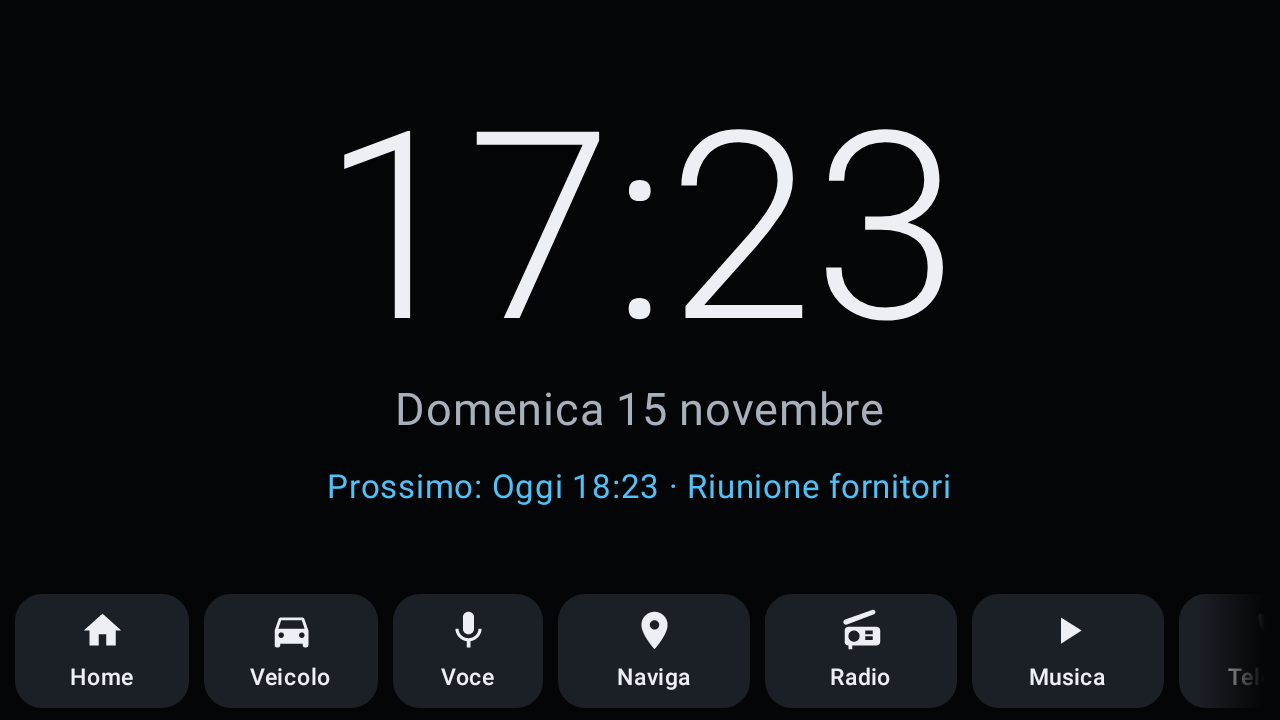 17:23
Domenica 15 novembre
Prossimo: Oggi 18:23 · Riunione fornitori
Home
Veicolo
Voce
Naviga
Radio
Musica